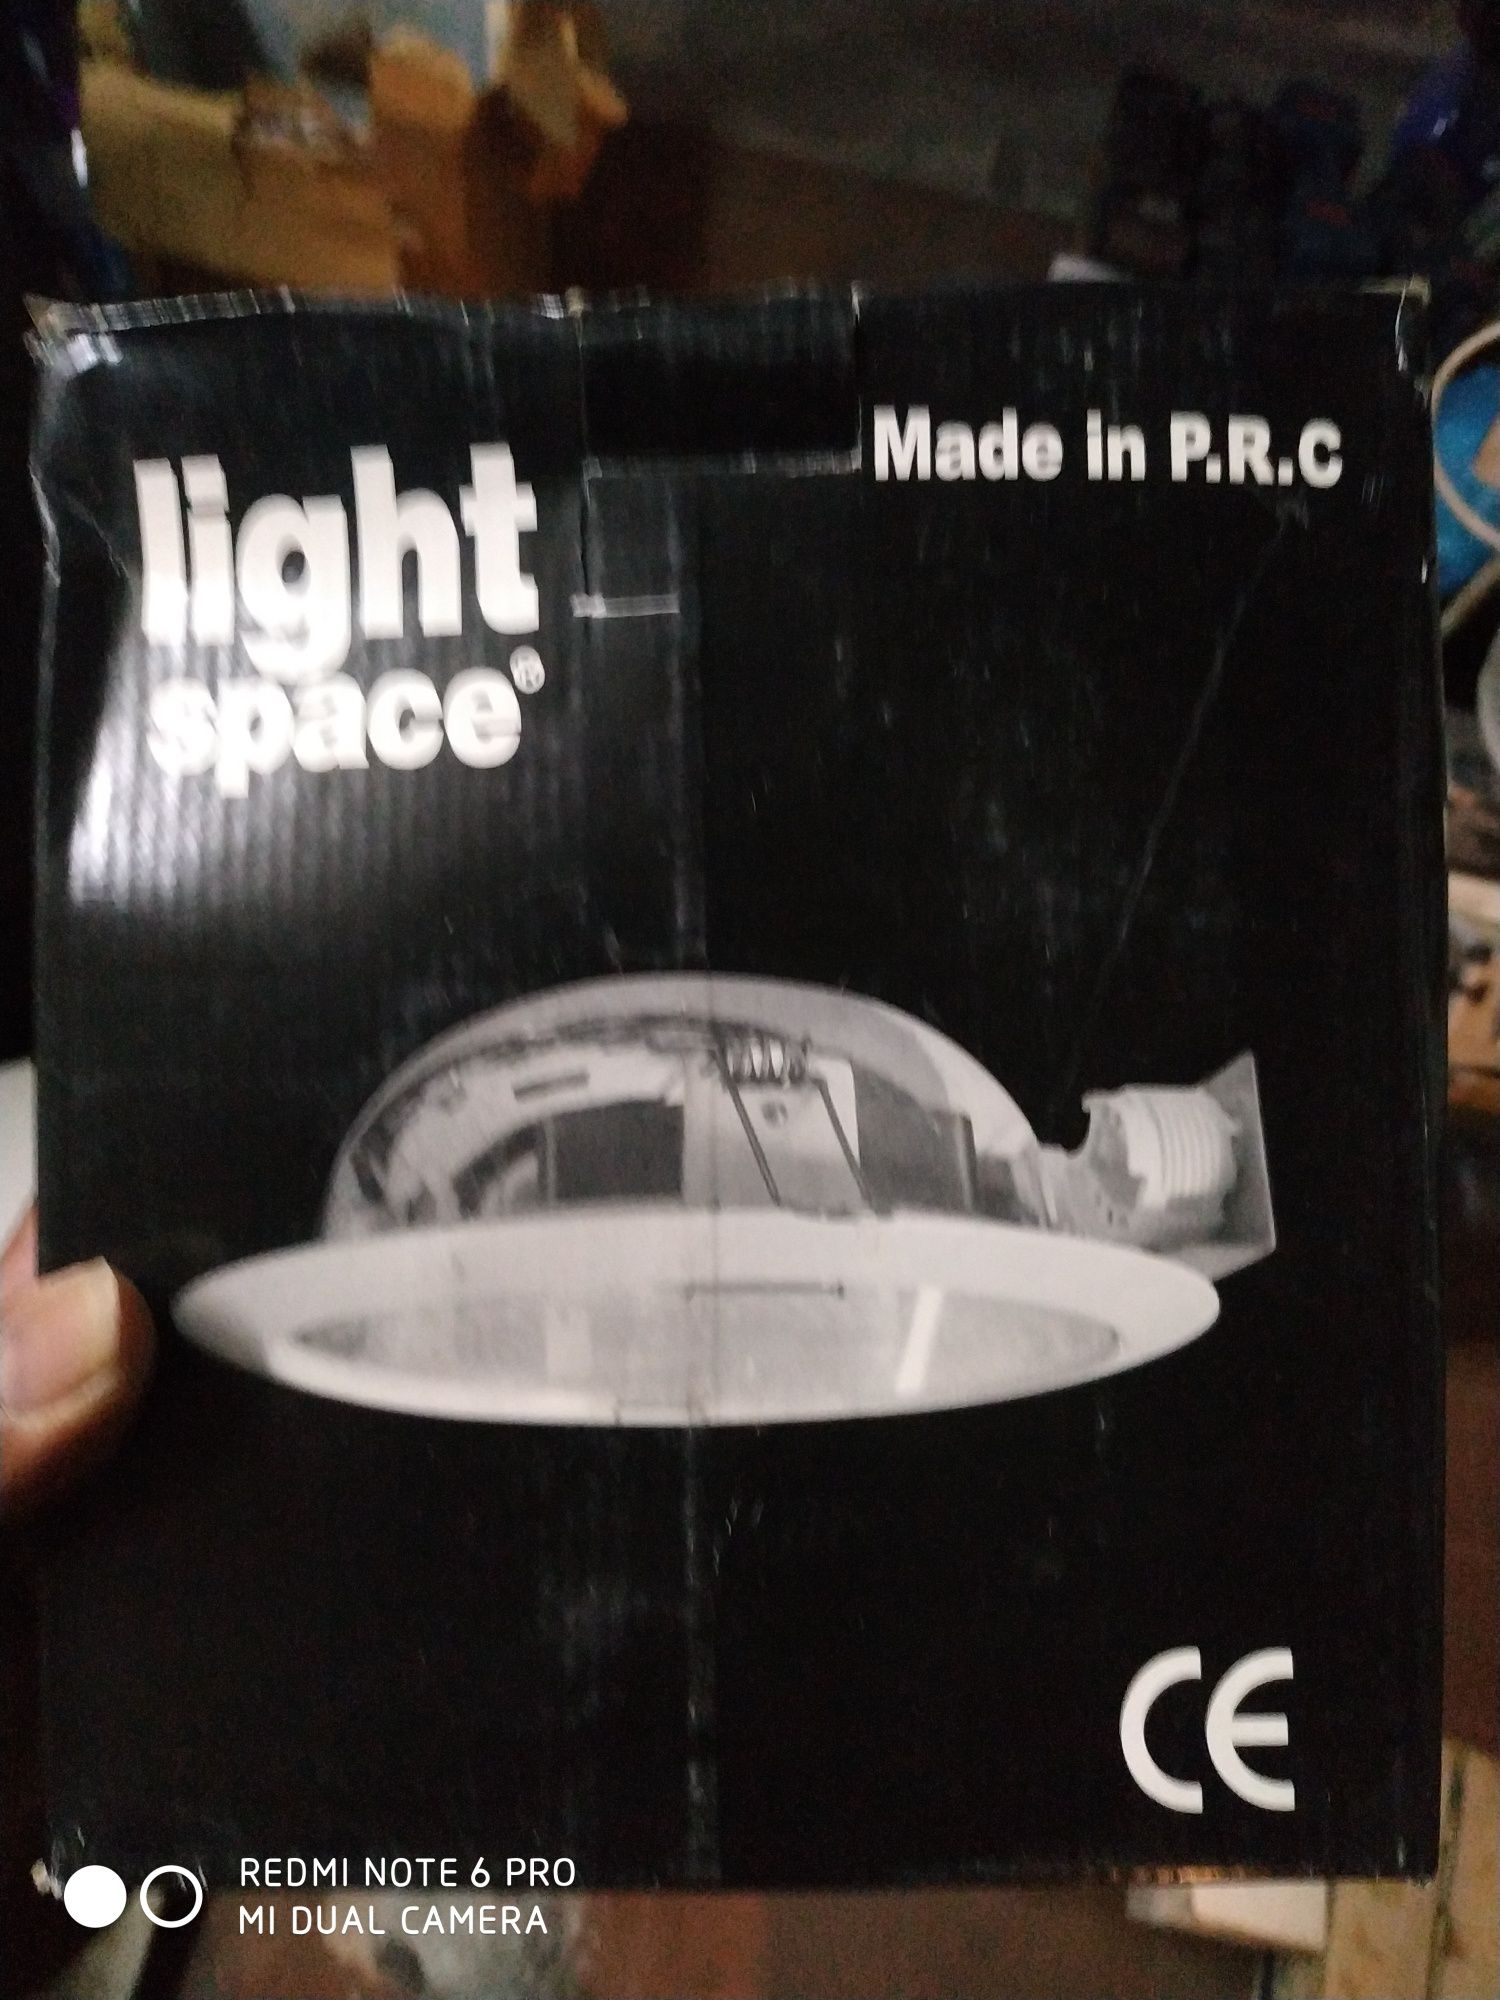 Made in P.R.C
light
space®
CE
REDMI NOTE 6 PRO
MI DUAL CAMERA